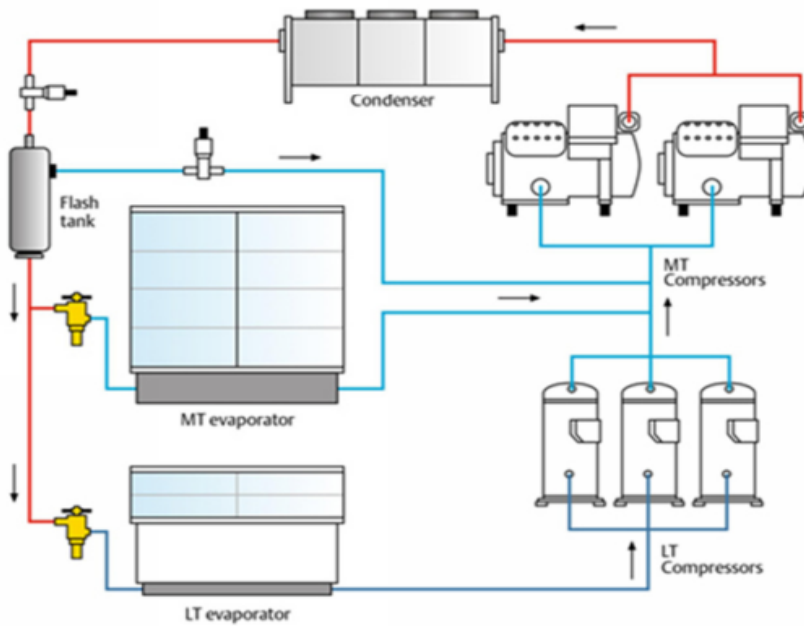 Condenser
Flash
tank
MT
Compressors
MT evaporator
LT
Compressors
LT evaporator